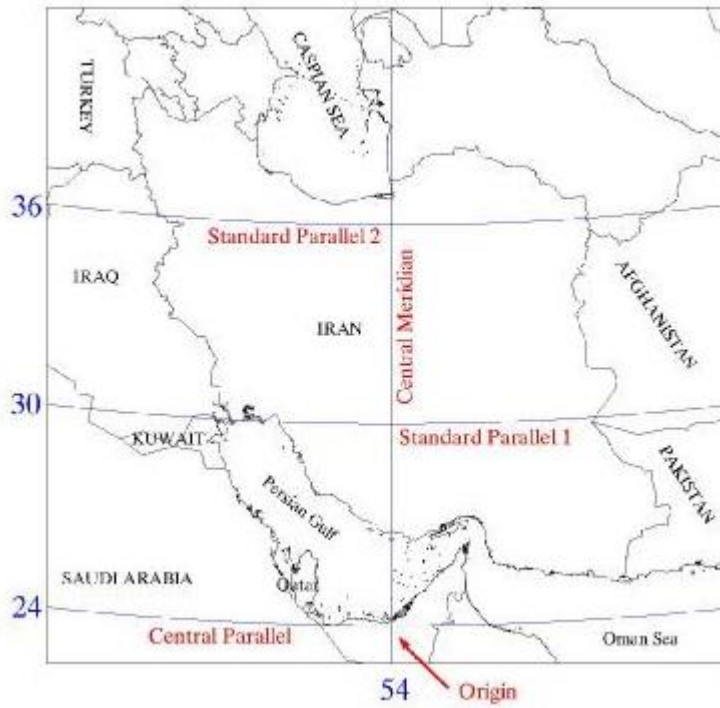 TURKEY
CASPIAN SEA
36
Standard Parallel 2
IRAQ
IRAN
Central Meridian
AFGHANISTAN
30
KUWAIT
Standard Parallel 1
Persian Gulf
PAKISTAN
SAUDI ARABIA
Qatar
24
Central Parallel
Oman Sea
54
Origin